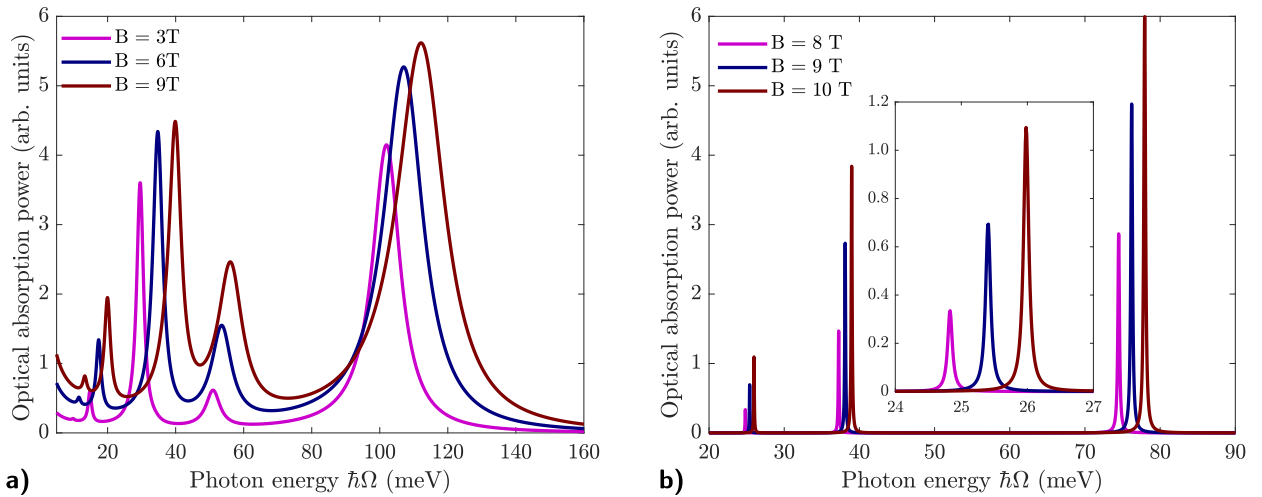 Optical absorption power (arb. units)
6
5
4
3
2
1
0
B = 3T
B = 6T
B = 9T
20 40 60 80 100 120 140 160
Photon energy ħΩ (meV)
a)
Optical absorption power (arb. units)
6
5
4
3
2
1
0
B = 8 T
B = 9 T
B = 10 T
1.2
1.0
0.8
0.6
0.4
0.2
0
24 25 26 27
20 30 40 50 60 70 80 90
Photon energy ħΩ (meV)
b)